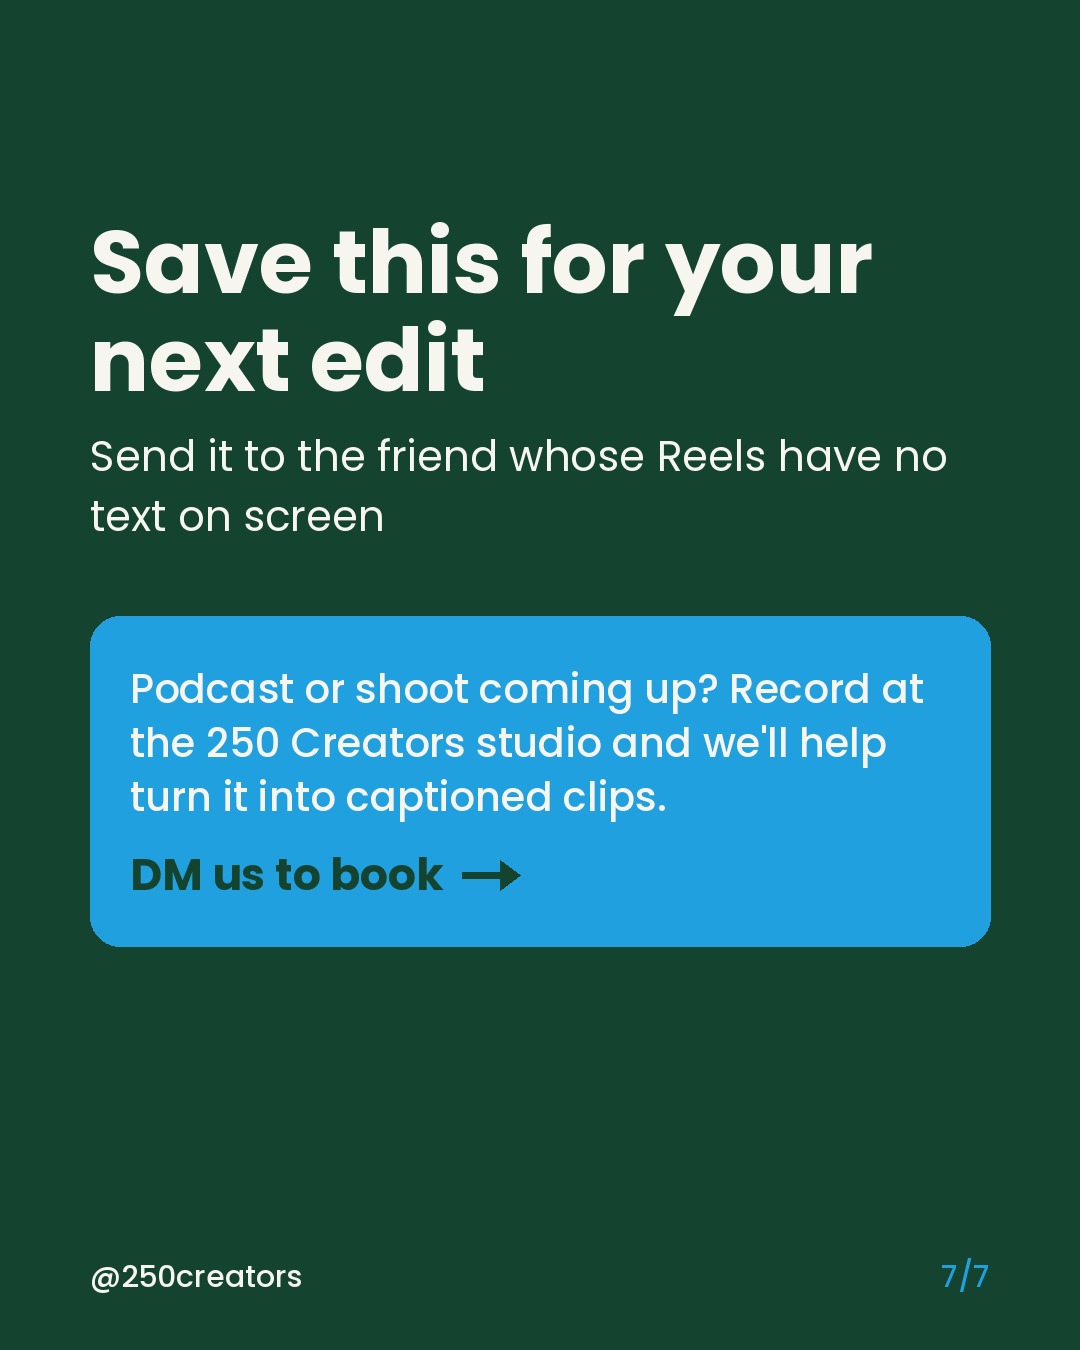 Save this for your
next edit
Send it to the friend whose Reels have no
text on screen
Podcast or shoot coming up? Record at
the 250 Creators studio and we'll help
turn it into captioned clips.
DM us to book →
@250creators
7/7